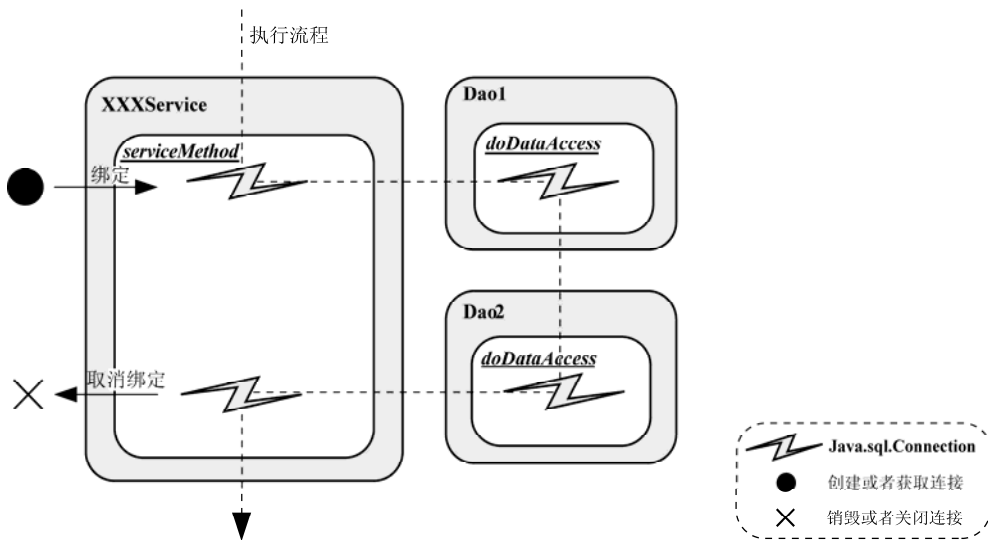 执行流程
XXXService
Dao1
serviceMethod
doDataAccess
绑定
Dao2
doDataAccess
取消绑定
Java.sql.Connection
创建或者获取连接
销毁或者关闭连接